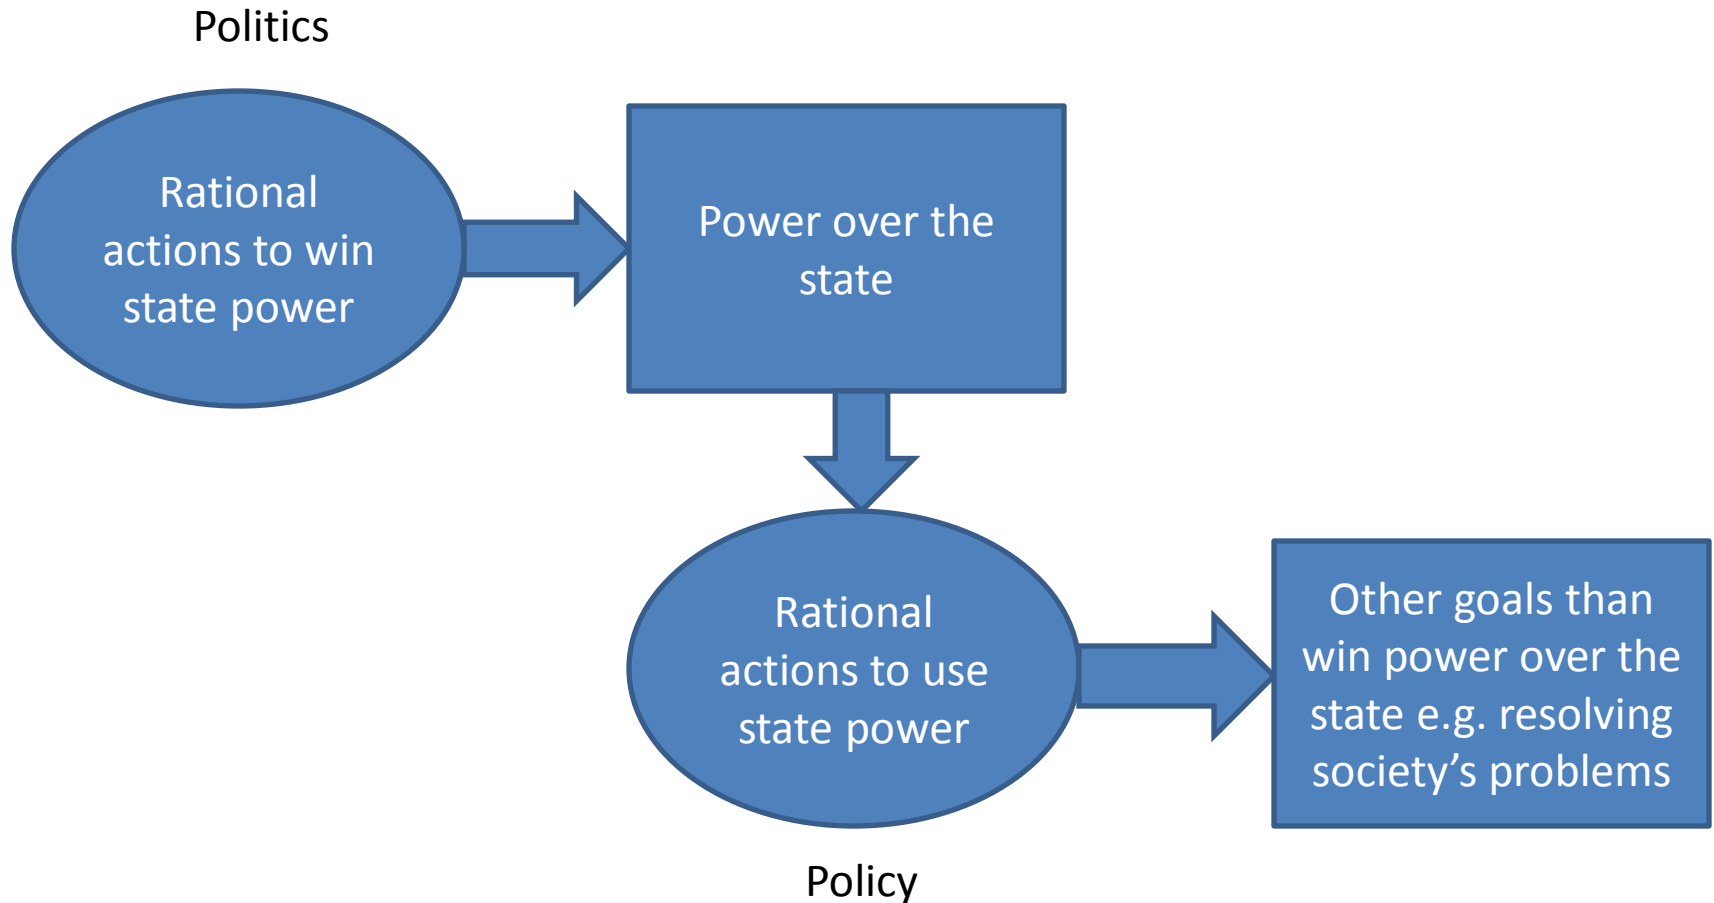 Politics
Rational
actions to win
state power
Power over the
state
Rational
actions to use
state power
Other goals than
win power over the
state e.g. resolving
society’s problems
Policy